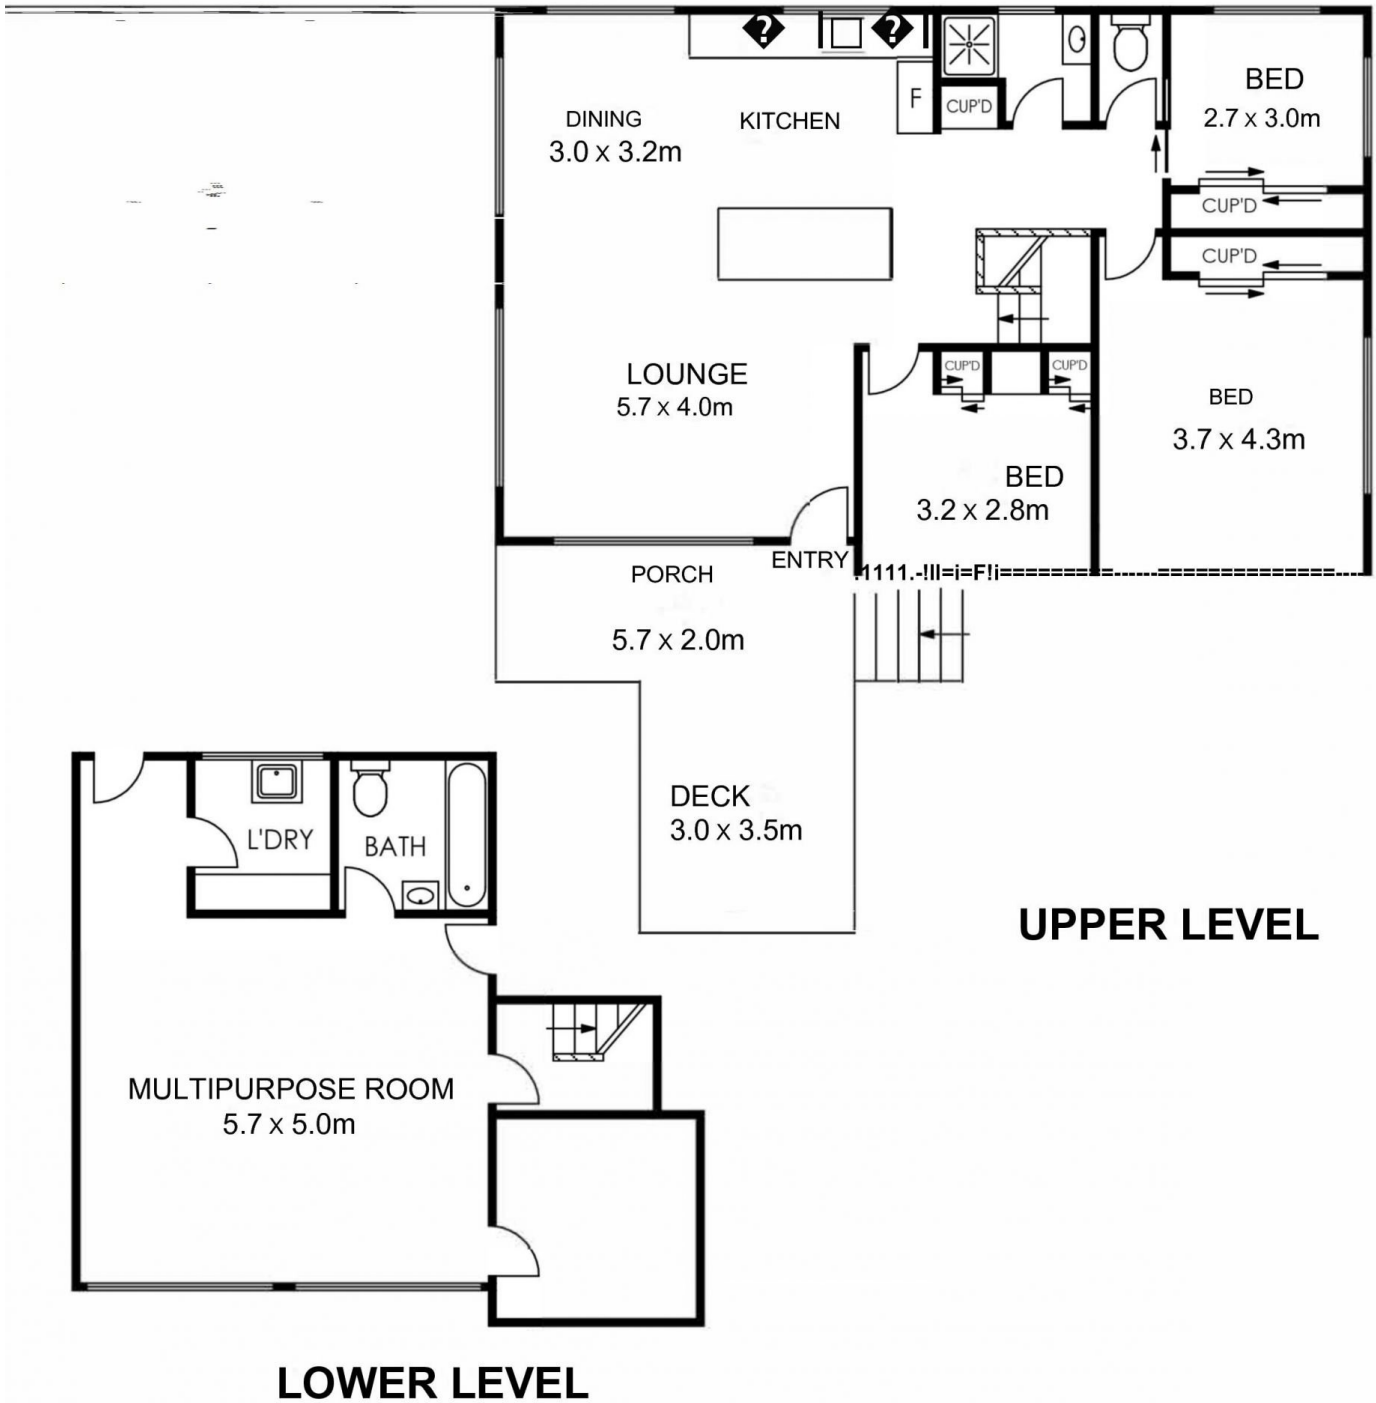 DINING
3.0 x 3.2m
KITCHEN
F
CUP'D
BED
2.7 x 3.0m
CUP'D
CUP'D
LOUNGE
5.7 x 4.0m
CUP'D
CUP'D
BED
3.2 x 2.8m
BED
3.7 x 4.3m
ENTRY
PORCH
5.7 x 2.0m
DECK
3.0 x 3.5m
UPPER LEVEL
L'DRY
BATH
MULTIPURPOSE ROOM
5.7 x 5.0m
LOWER LEVEL